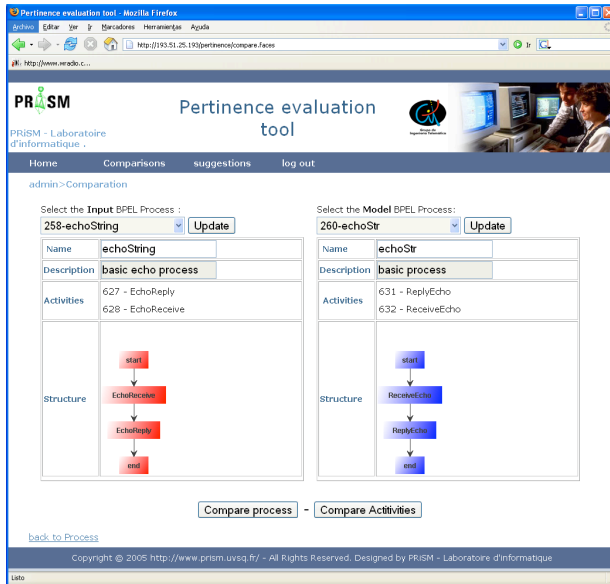 Pertinence evaluation tool - Mozilla Firefox
Archivo Editar Ver Ir Marcadores Herramientas Ayuda
http://193.51.25.193/pertinence/compare.faces Ir
http://www.wradio.c...
PRiSM
PRiSM - Laboratoire d'informatique .
Pertinence evaluation tool
Grupo de Ingeniería Telemática
Home Comparisons suggestions log out
admin>Comparation
Select the Input BPEL Process :
258-echoString Update
Name echoString
Description basic echo process
Activities 627 - EchoReply
628 - EchoReceive
Structure
start
EchoReceive
EchoReply
end
Select the Model BPEL Process:
260-echoStr Update
Name echoStr
Description basic process
Activities 631 - ReplyEcho
632 - ReceiveEcho
Structure
start
ReceiveEcho
ReplyEcho
end
Compare process - Compare Actitivities
back to Process
Copyright © 2005 http://www.prism.uvsq.fr/ - All Rights Reserved. Designed by PRiSM - Laboratoire d'informatique
Listo